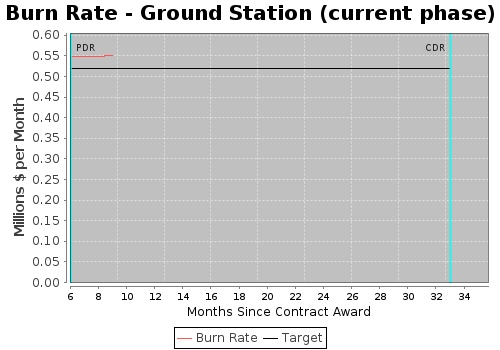 Burn Rate - Ground Station (current phase)
0.60
PDR CDR
0.55
0.50
0.45
0.40
0.35
0.30
0.25
0.20
0.15
0.10
0.05
0.00
Millions $ per Month
6 8 10 12 14 16 18 20 22 24 26 28 30 32 34
Months Since Contract Award
Burn Rate Target